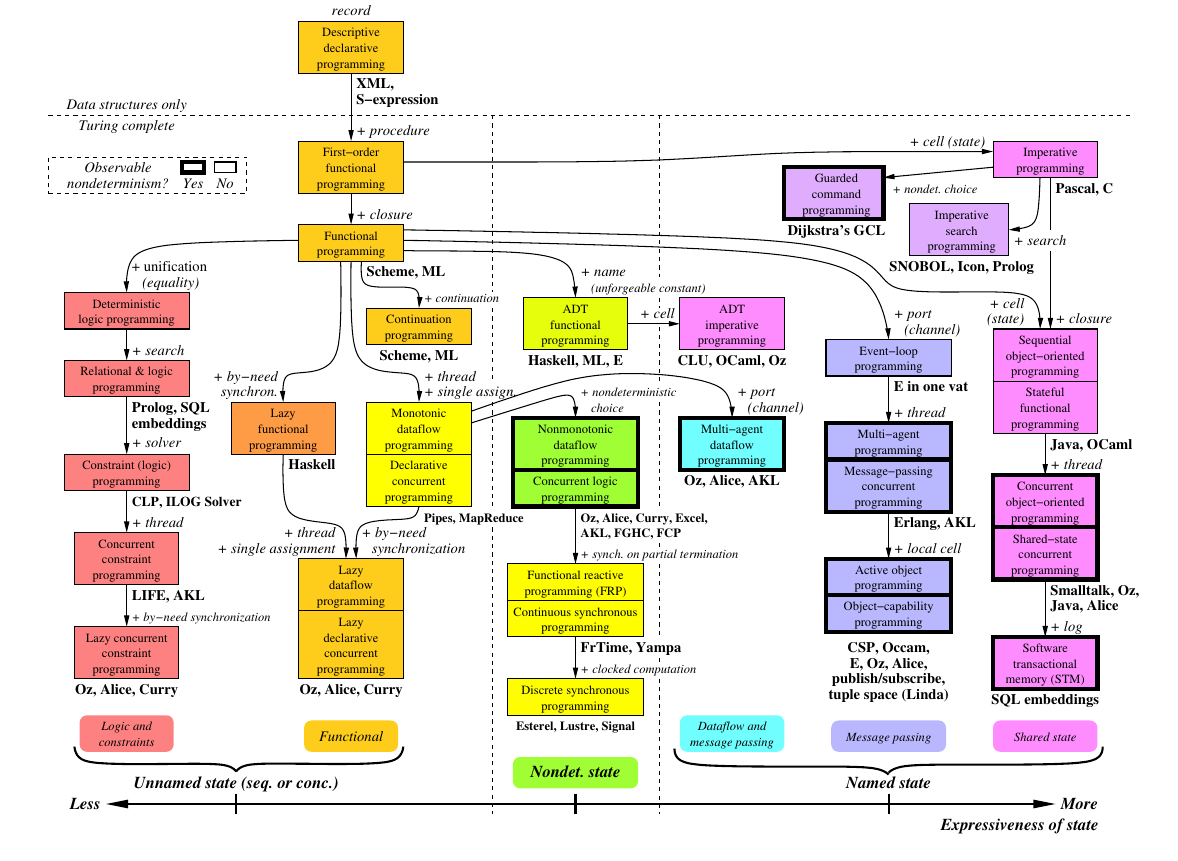 record
Descriptive
declarative
programming
XML,
S−expression
Data structures only
Turing complete
+ procedure
Observable
nondeterminism?
Yes
No
First−order
functional
programming
+ cell (state)
Imperative
programming
Pascal, C
Guarded
command
programming
+ nondet. choice
Dijkstra's GCL
Imperative
search
programming
+ search
SNOBOL, Icon, Prolog
+ closure
Functional
programming
Scheme, ML
+ unification
(equality)
Deterministic
logic programming
+ search
Relational & logic
programming
Prolog, SQL
embeddings
+ solver
Constraint (logic)
programming
CLP, ILOG Solver
+ thread
Concurrent
constraint
programming
LIFE, AKL
+ by−need synchronization
Lazy concurrent
constraint
programming
Oz, Alice, Curry
+ continuation
Continuation
programming
Scheme, ML
+ by−need
synchron.
Lazy
functional
programming
Haskell
+ thread
+ single assignment
+ thread
+ single assign.
Monotonic
dataflow
programming
Declarative
concurrent
programming
Pipes, MapReduce
+ by−need
synchronization
Lazy
dataflow
programming
Lazy
declarative
concurrent
programming
Oz, Alice, Curry
+ name
(unforgeable constant)
ADT
functional
programming
Haskell, ML, E
+ cell
ADT
imperative
programming
CLU, OCaml, Oz
+ nondeterministic
choice
Nonmonotonic
dataflow
programming
Concurrent logic
programming
Oz, Alice, Curry, Excel,
AKL, FGHC, FCP
+ synch. on partial termination
Functional reactive
programming (FRP)
Continuous synchronous
programming
FrTime, Yampa
+ clocked computation
Discrete synchronous
programming
Esterel, Lustre, Signal
+ port
(channel)
Multi−agent
dataflow
programming
Oz, Alice, AKL
+ port
(channel)
Event−loop
programming
E in one vat
+ thread
Multi−agent
programming
Message−passing
concurrent
programming
Erlang, AKL
+ local cell
Active object
programming
Object−capability
programming
CSP, Occam,
E, Oz, Alice,
publish/subscribe,
tuple space (Linda)
+ cell
(state)
+ closure
Sequential
object−oriented
programming
Stateful
functional
programming
Java, OCaml
+ thread
Concurrent
object−oriented
programming
Shared−state
concurrent
programming
Smalltalk, Oz,
Java, Alice
+ log
Software
transactional
memory (STM)
SQL embeddings
Logic and
constraints
Functional
Dataflow and
message passing
Message passing
Shared state
Unnamed state (seq. or conc.)
Nondet. state
Named state
Less
More
Expressiveness of state